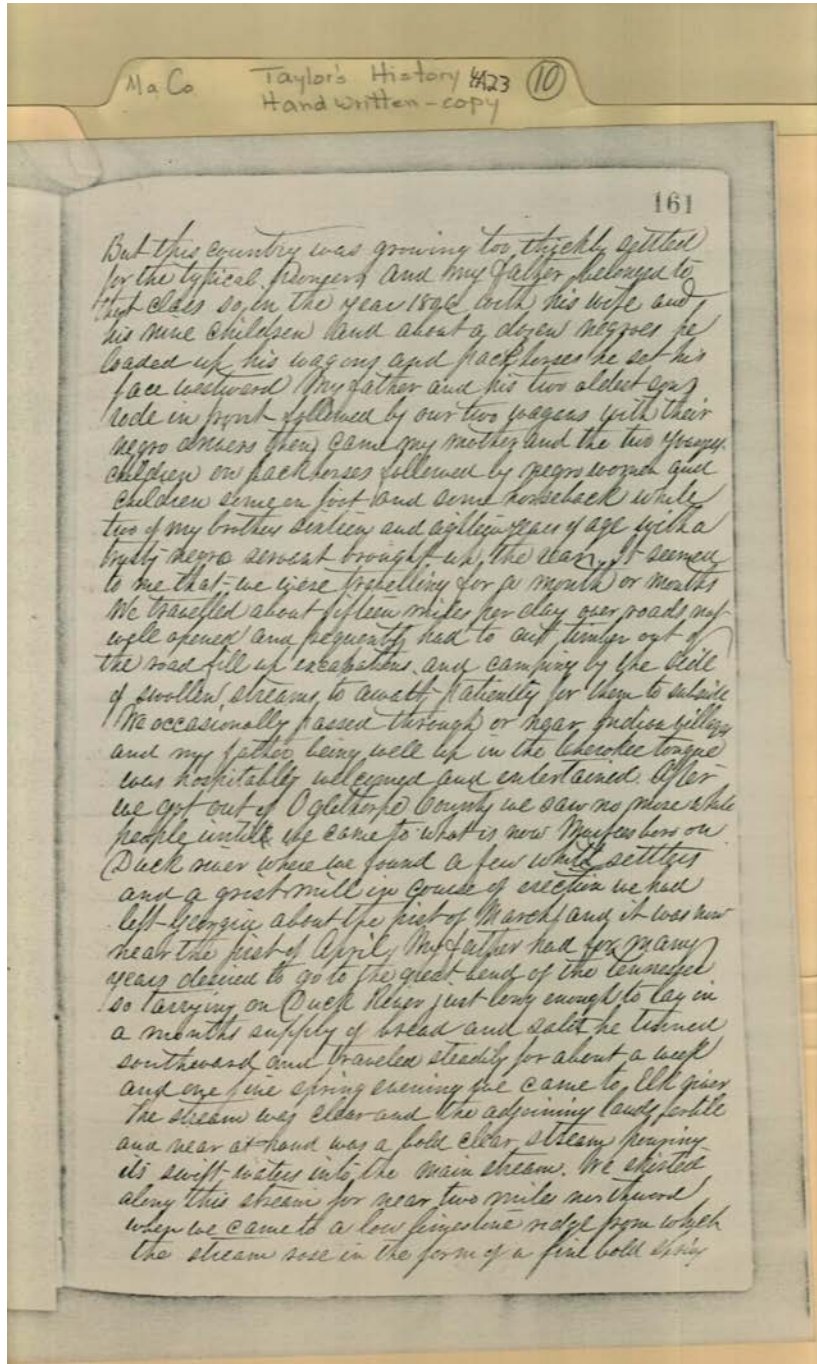 Ma Co Taylor's History 4A23 10
Hand written - copy
161
But this country was growing too thickly settled
for the typical Pioneer and my father belonged to
that class so in the year 18 with his wife and
his nine children and about a dozen negroes he
loaded up his wagons and packhorses he set his
face westward My father and his two oldest sons
rode in front followed by our two wagons with their
negro drivers then came my mother and the two younger
children on packhorses followed by negro women and
children some on foot and some horseback while
two of my brothers sixteen and eighteen years of age with a
trusty negro servant brought up the rear. It seemed
to me that we were travelling for a month or months
We travelled about fifteen miles per day over roads not
well opened and frequently had to cut timber out of
the road fill up excavations and camping by the side
of swollen streams to await patiently for them to subside
We occasionally passed through or near Indian villages
and my father being well up in the Cherokee tongue
was hospitably welcomed and entertained. After
we got out of Oglethorpe County we saw no more white
people untill we came to what is now Murfeesboro on
Duck river where we found a few white settlers
and a grist mill in course of erection we had
left Georgia about the first of March and it was now
near the first of April My father had for many
years desired to go to the great bend of the Tennessee
so tarrying on Duck River just long enough to lay in
a months supply of bread and salt he turned
southward and traveled steadily for about a week
and one fine spring evening we came to Elk river
The stream was clear and the adjoining lands fertile
and near at hand was a bold clear stream pouring
its swift waters into the main stream. We skirted
along this stream for near two miles northward
when we came to a low limestone ridge from which
the stream rose in the form of a fine bold spring